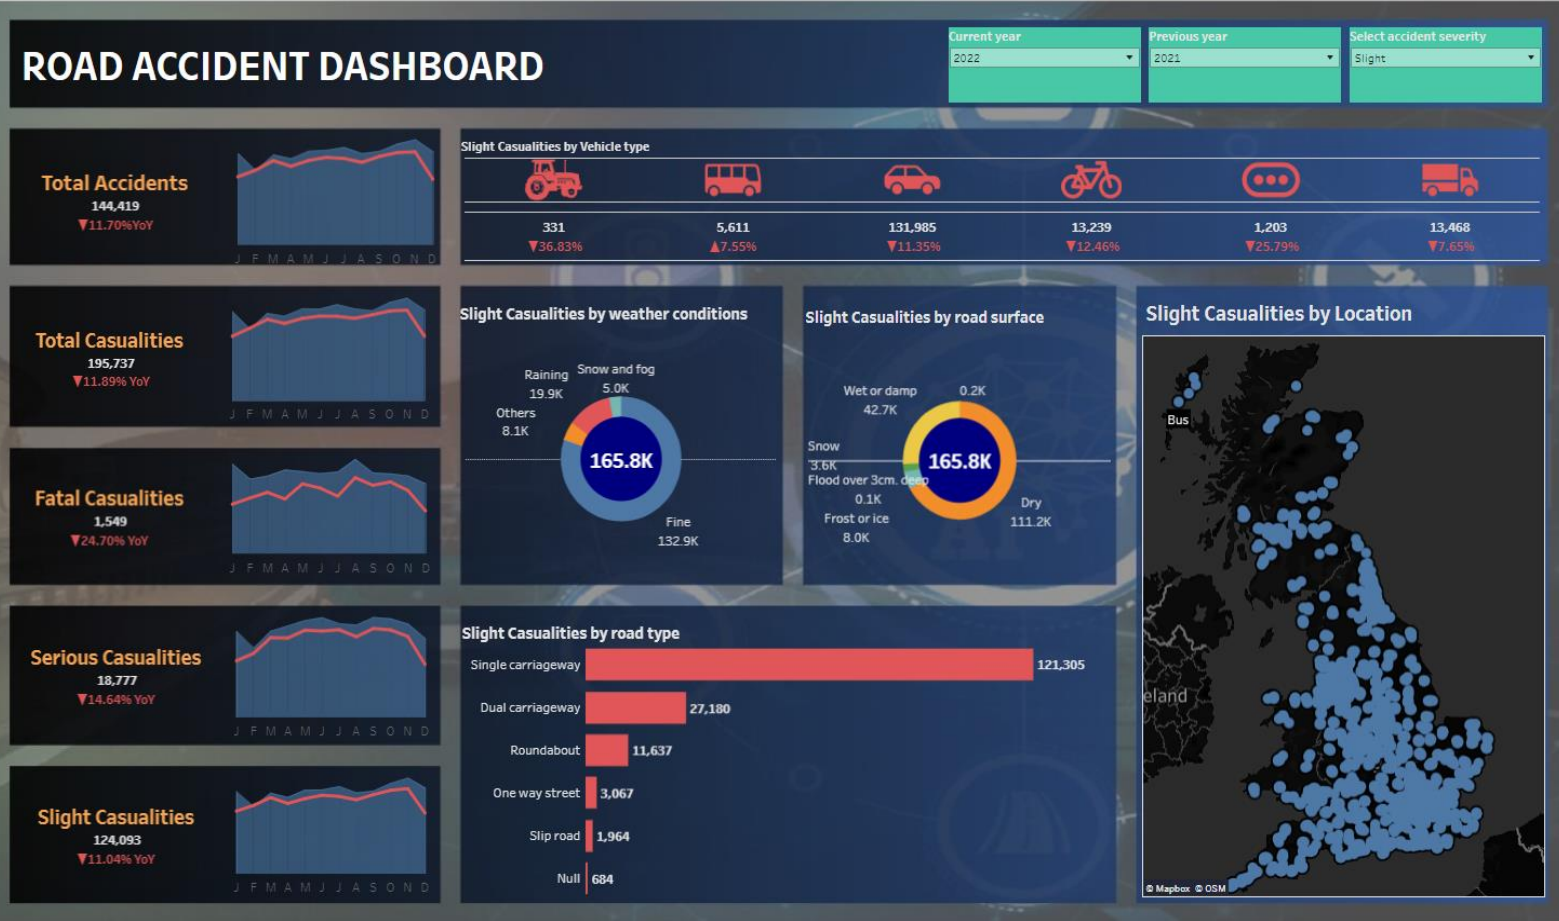 ROAD ACCIDENT DASHBOARD
Current year
2022
Previous year
2021
Select accident severity
Slight
Total Accidents
144,419
▼11.70%YoY
J F M A M J J A S O N D
Slight Casualities by Vehicle type
331
▼36.83%
5,611
▲7.55%
131,985
▼11.35%
13,239
▼12.46%
1,203
▼25.79%
13,468
▼7.65%
Total Casualities
195,737
▼11.89% YoY
J F M A M J J A S O N D
Fatal Casualities
1,549
▼24.70% YoY
J F M A M J J A S O N D
Serious Casualities
18,777
▼14.64% YoY
J F M A M J J A S O N D
Slight Casualities
124,093
▼11.04% YoY
J F M A M J J A S O N D
Slight Casualities by weather conditions
Snow and fog
5.0K
Raining
19.9K
Others
8.1K
165.8K
Fine
132.9K
Slight Casualities by road surface
0.2K
Wet or damp
42.7K
Snow
3.6K
Flood over 3cm. deep
0.1K
Frost or ice
8.0K
165.8K
Dry
111.2K
Slight Casualities by road type
Single carriageway 121,305
Dual carriageway 27,180
Roundabout 11,637
One way street 3,067
Slip road 1,964
Null 684
Slight Casualities by Location
Bus
eland
© Mapbox © OSM